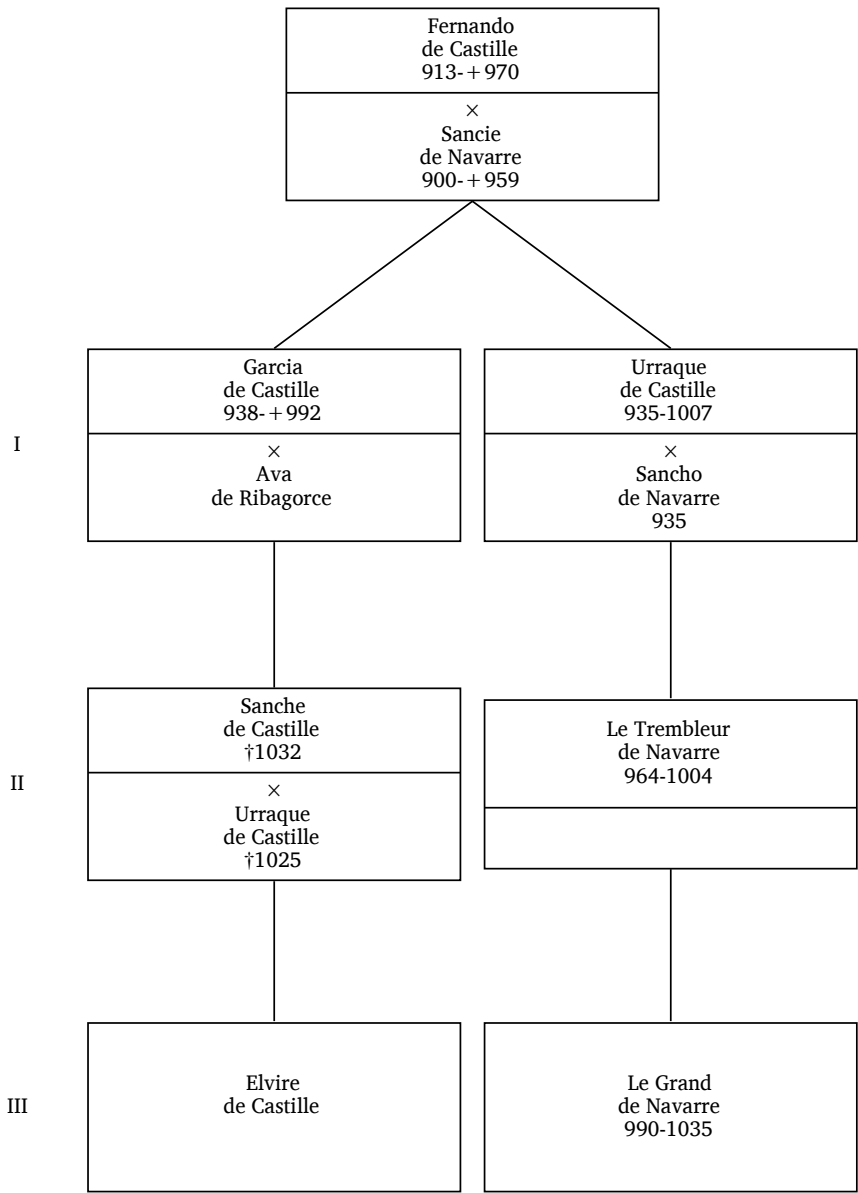 Fernando
de Castille
913-+970
×
Sancie
de Navarre
900-+959
I
Garcia
de Castille
938-+992
×
Ava
de Ribagorce
Urraque
de Castille
935-1007
×
Sancho
de Navarre
935
II
Sanche
de Castille
†1032
×
Urraque
de Castille
†1025
Le Trembleur
de Navarre
964-1004
III
Elvire
de Castille
Le Grand
de Navarre
990-1035